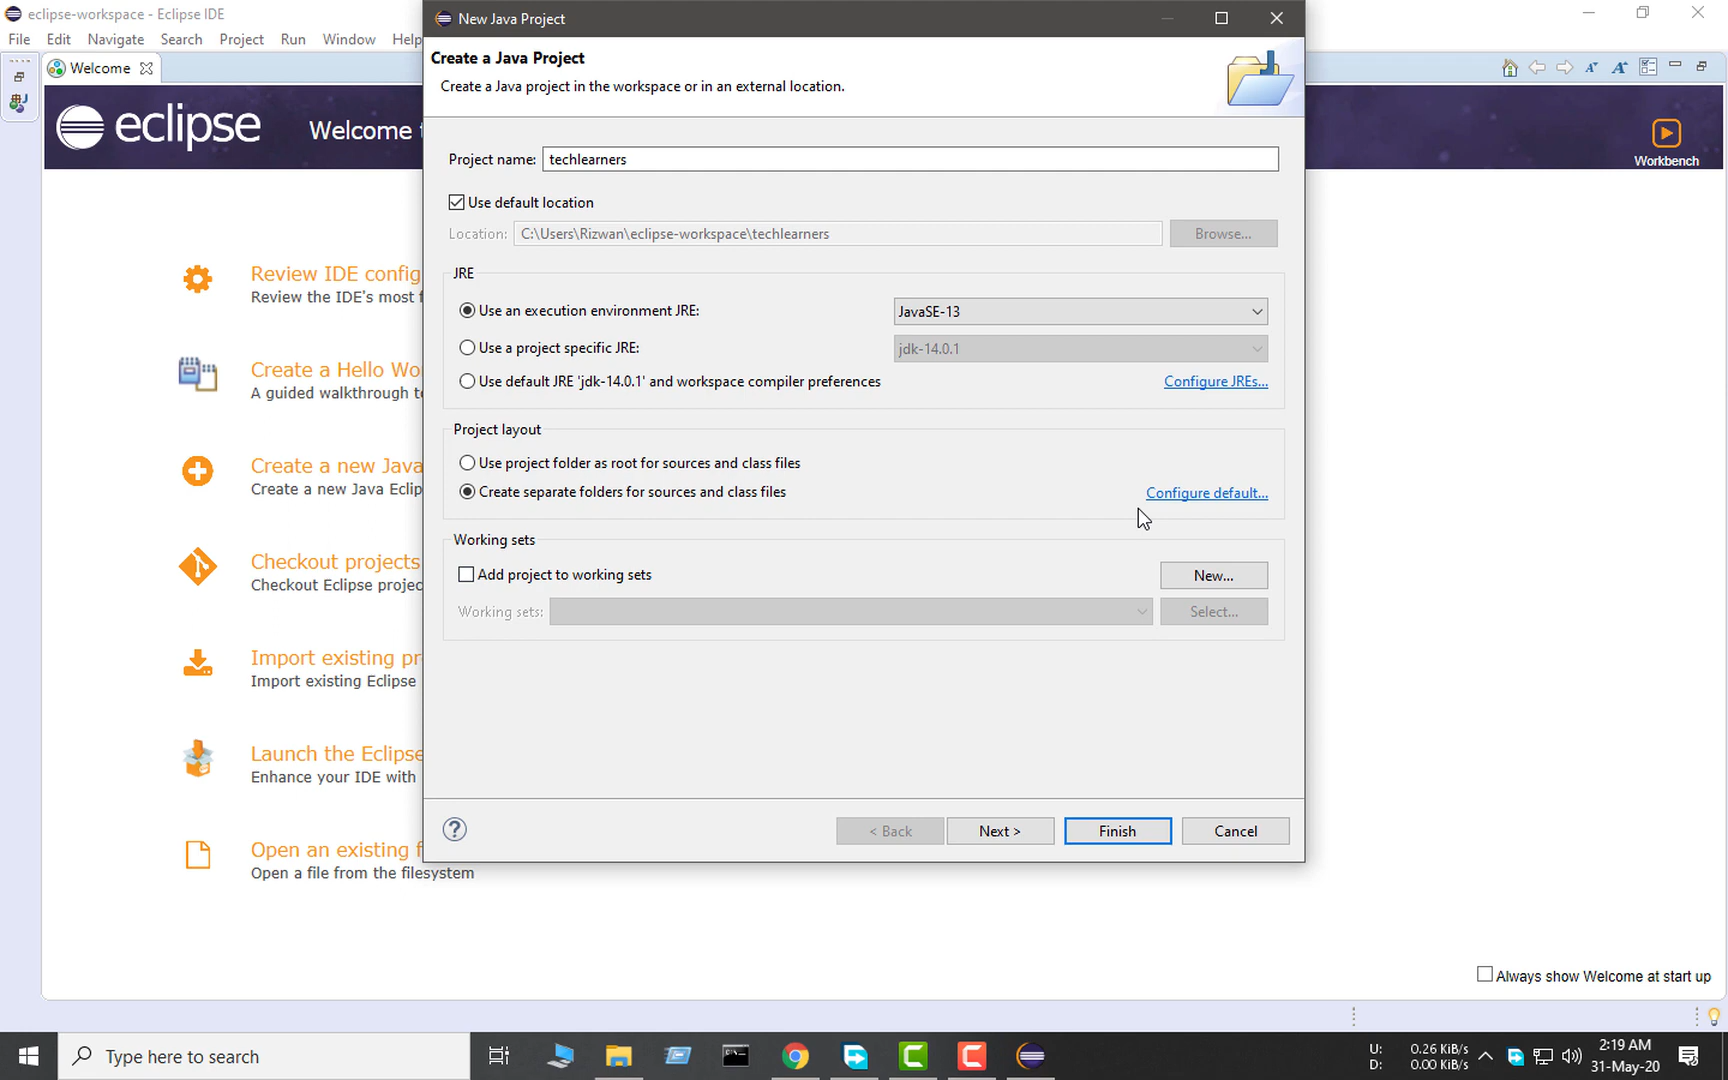 eclipse-workspace - Eclipse IDE
File Edit Navigate Search Project Run Window Help
Welcome
eclipse
Welcome t
Workbench
Review IDE config
Review the IDE's most f
Create a Hello Wo
A guided walkthrough to
Create a new Java
Create a new Java Eclip
Checkout projects
Checkout Eclipse projec
Import existing pr
Import existing Eclipse
Launch the Eclipse
Enhance your IDE with
Open an existing f
Open a file from the filesystem
Always show Welcome at start up
New Java Project
Create a Java Project
Create a Java project in the workspace or in an external location.
Project name: techlearners
Use default location
Location: C:\Users\Rizwan\eclipse-workspace\techlearners Browse...
JRE
Use an execution environment JRE: JavaSE-13
Use a project specific JRE: jdk-14.0.1
Use default JRE 'jdk-14.0.1' and workspace compiler preferences Configure JREs...
Project layout
Use project folder as root for sources and class files
Create separate folders for sources and class files Configure default...
Working sets
Add project to working sets New...
Working sets: Select...
? < Back Next > Finish Cancel
Type here to search
U: 0.26 KiB/s
D: 0.00 KiB/s
2:19 AM
31-May-20